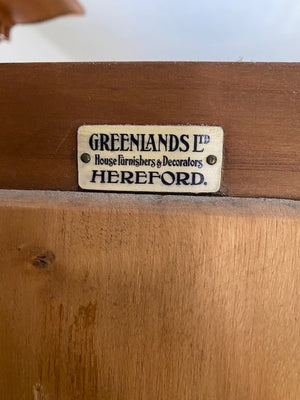 GREENLANDS LTD
House Furnishers & Decorators
HEREFORD.